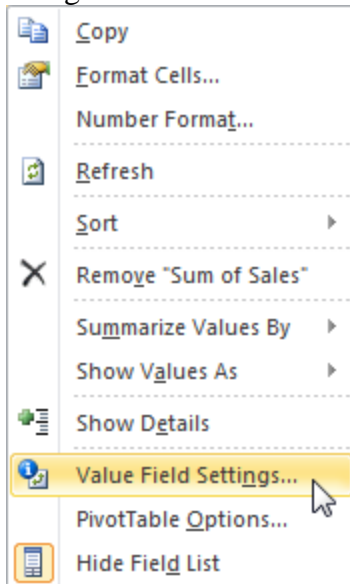 Copy
Format Cells...
Number Format...
Refresh
Sort
Remove "Sum of Sales"
Summarize Values By
Show Values As
Show Details
Value Field Settings...
PivotTable Options...
Hide Field List